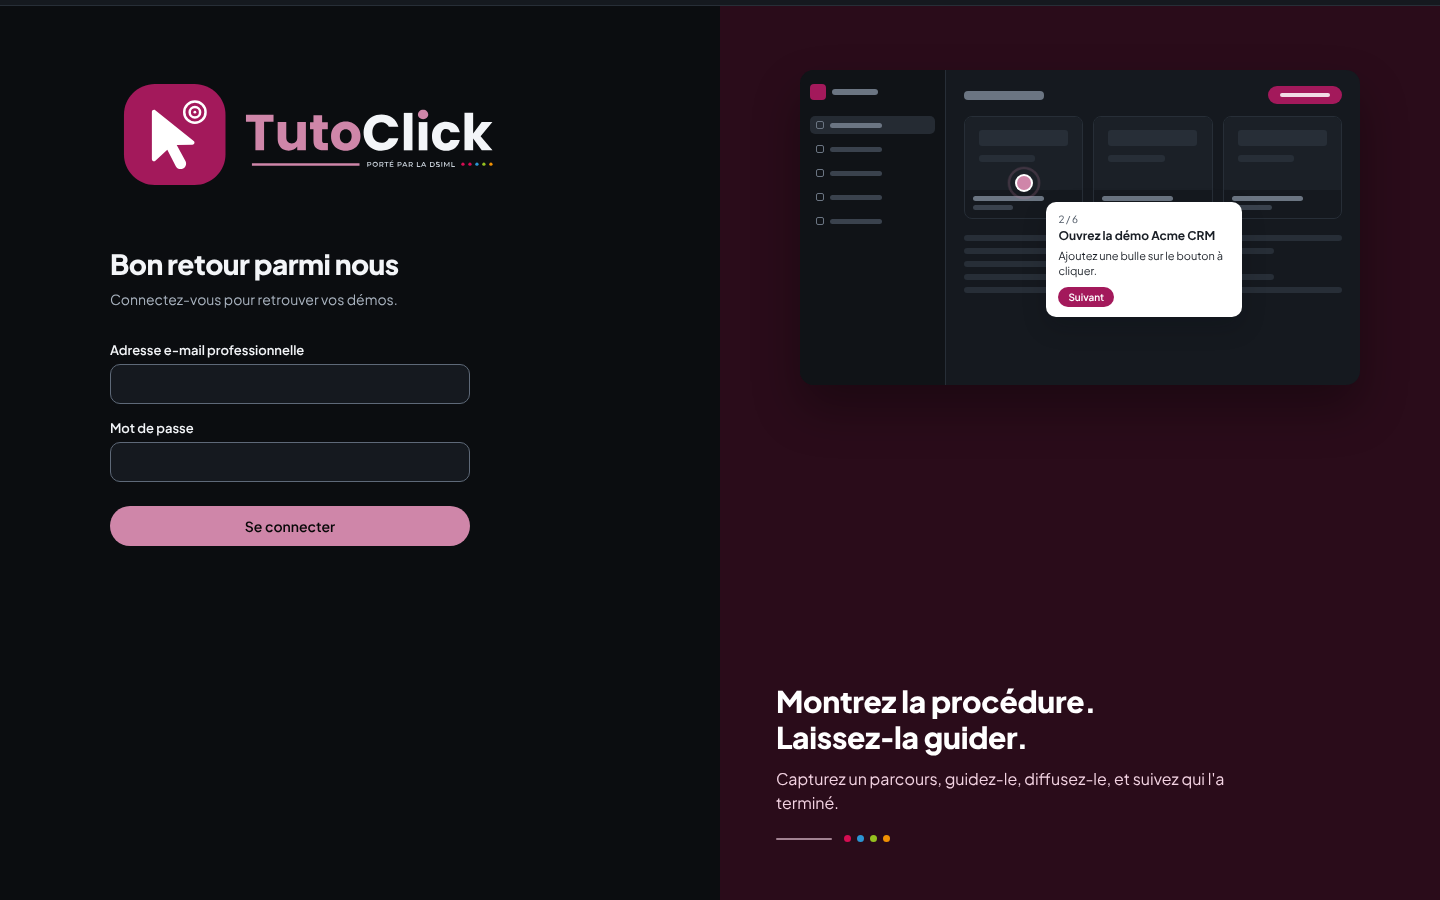 TutoClick
PORTÉ PAR LA DSIML
Bon retour parmi nous
Connectez-vous pour retrouver vos démos.
Adresse e-mail professionnelle
Mot de passe
Se connecter
2 / 6
Ouvrez la démo Acme CRM
Ajoutez une bulle sur le bouton à
cliquer.
Suivant
Montrez la procédure.
Laissez-la guider.
Capturez un parcours, guidez-le, diffusez-le, et suivez qui l'a
terminé.